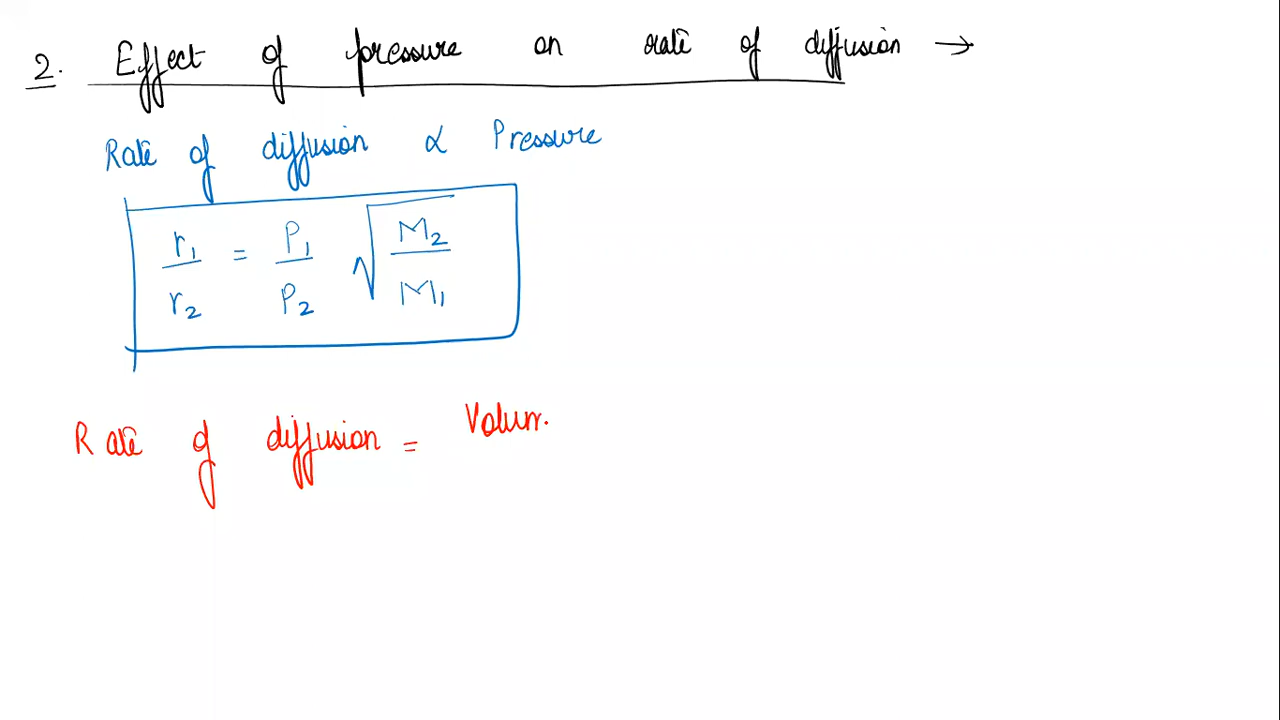 2. Effect of pressure on rate of diffusion →
Rate of diffusion ∝ Pressure
r₁/r₂ = P₁/P₂ √(M₂/M₁)
Rate of diffusion = Volum.